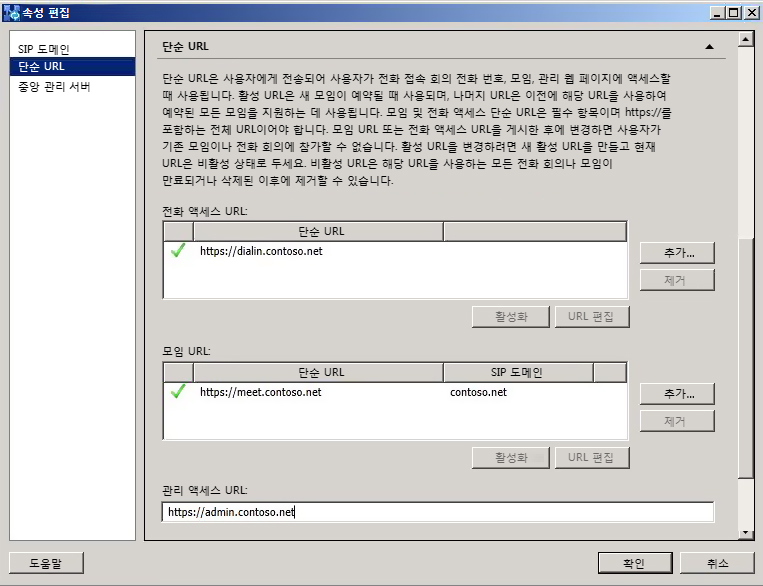 속성 편집
SIP 도메인
단순 URL
중앙 관리 서버
단순 URL
단순 URL은 사용자에게 전송되어 사용자가 전화 접속 회의 전화 번호, 모임, 관리 웹 페이지에 액세스할
때 사용됩니다. 활성 URL은 새 모임이 예약될 때 사용되며, 나머지 URL은 이전에 해당 URL을 사용하여
예약된 모든 모임을 지원하는 데 사용됩니다. 모임 및 전화 액세스 단순 URL은 필수 항목이며 https://를
포함하는 전체 URL이어야 합니다. 모임 URL 또는 전화 액세스 URL을 게시한 후에 변경하면 사용자가
기존 모임이나 전화 회의에 참가할 수 없습니다. 활성 URL을 변경하려면 새 활성 URL을 만들고 현재
URL은 비활성 상태로 두세요. 비활성 URL은 해당 URL을 사용하는 모든 전화 회의나 모임이
만료되거나 삭제된 이후에 제거할 수 있습니다.
전화 액세스 URL:
단순 URL
https://dialin.contoso.net
추가...
제거
활성화
URL 편집
모임 URL:
단순 URL
SIP 도메인
https://meet.contoso.net
contoso.net
추가...
제거
활성화
URL 편집
관리 액세스 URL:
https://admin.contoso.net
도움말
확인
취소